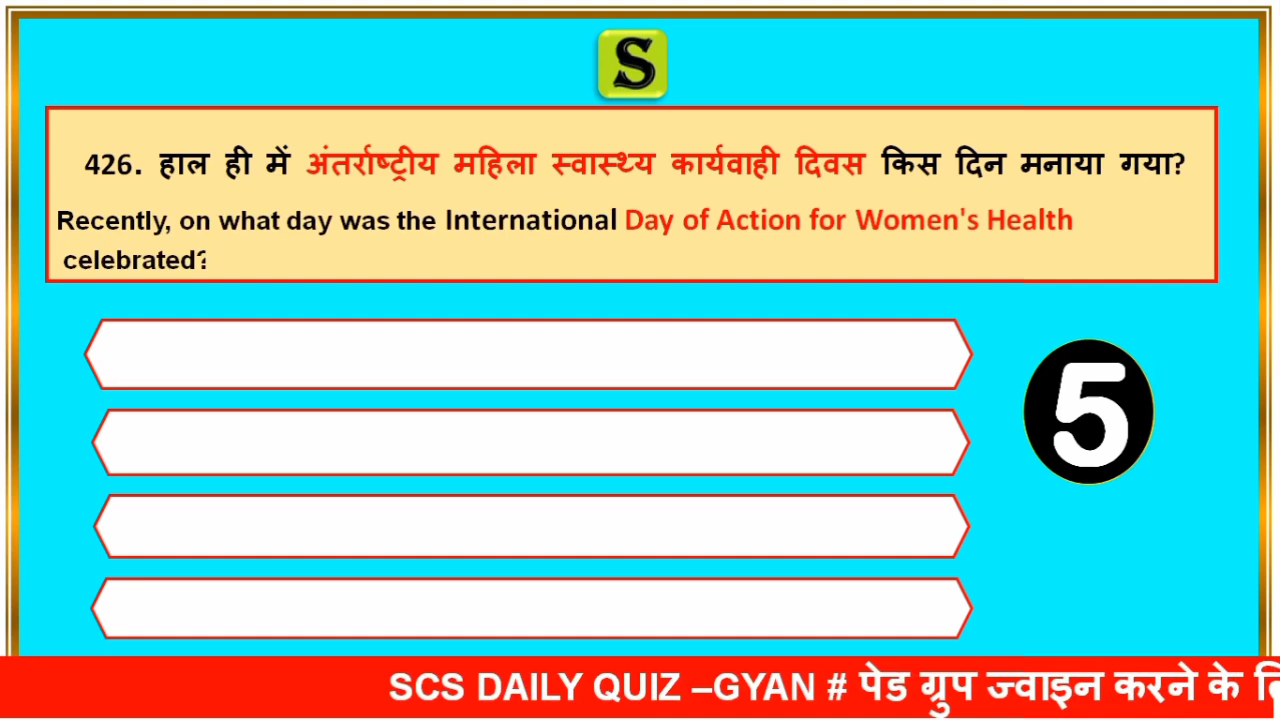 S
426. हाल ही में अंतर्राष्ट्रीय महिला स्वास्थ्य कार्यवाही दिवस किस दिन मनाया गया?
Recently, on what day was the International Day of Action for Women's Health
celebrated?
5
SCS DAILY QUIZ –GYAN # पेड ग्रुप ज्वाइन करने के